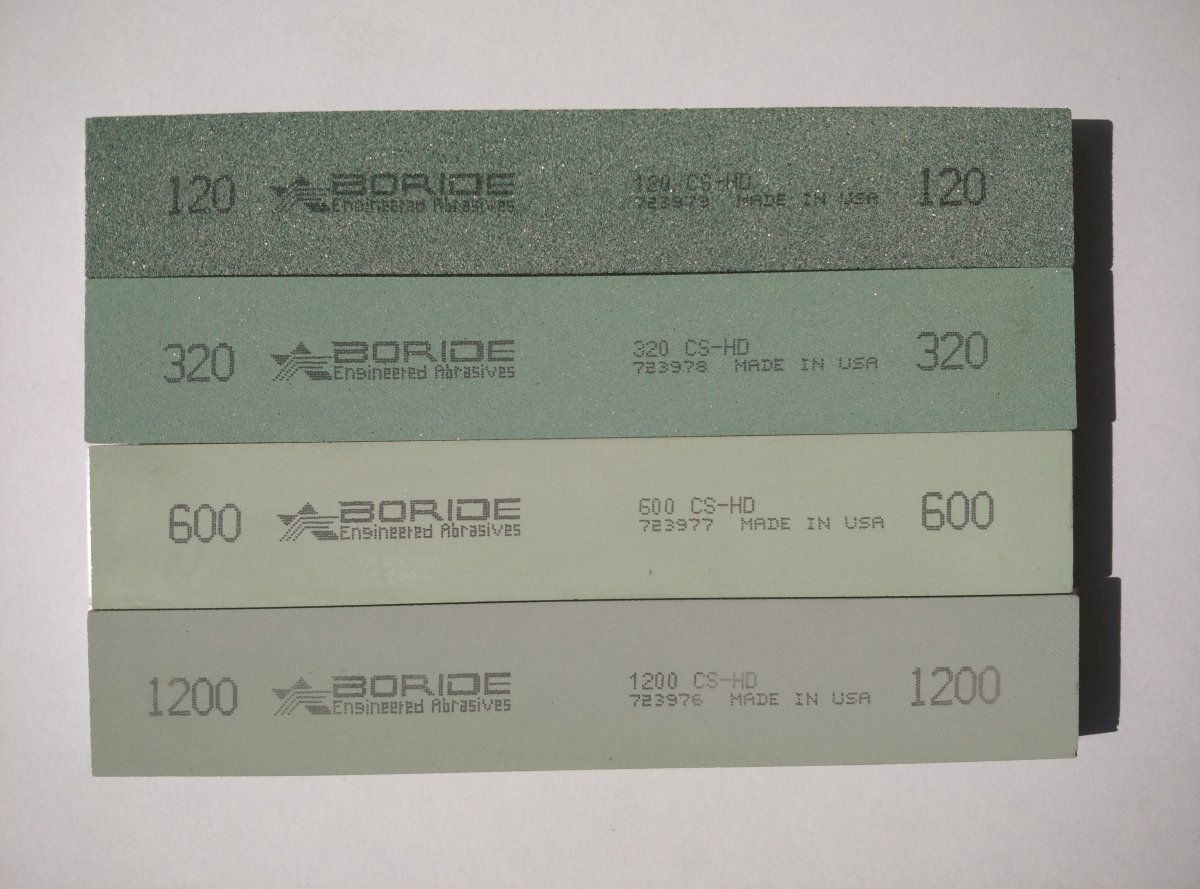 120 BORIDE 120 CS-HD 120
Engineered Abrasives 723979 MADE IN USA
320 BORIDE 320 CS-HD 320
Engineered Abrasives 723978 MADE IN USA
600 BORIDE 600 CS-HD 600
Engineered Abrasives 723977 MADE IN USA
1200 BORIDE 1200 CS-HD 1200
Engineered Abrasives 723976 MADE IN USA